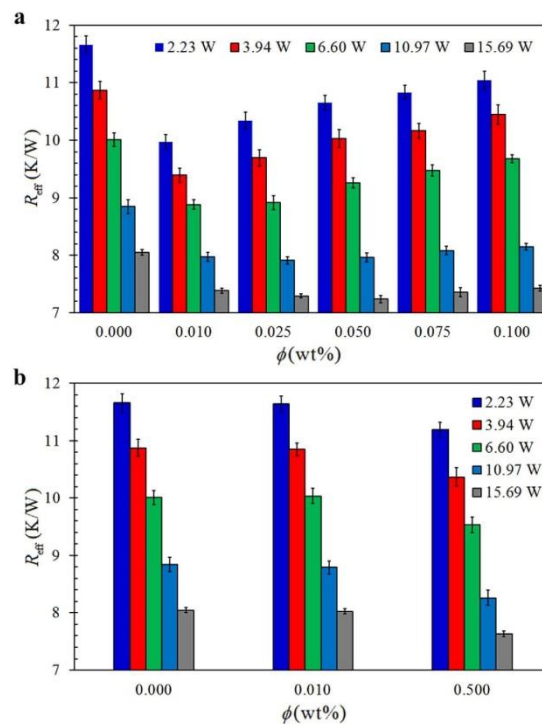 a
12
2.23 W 3.94 W 6.60 W 10.97 W 15.69 W
11
10
9
8
7
R_eff (K/W)
0.000 0.010 0.025 0.050 0.075 0.100
ϕ(wt%)
b
12
2.23 W
3.94 W
6.60 W
10.97 W
15.69 W
11
10
9
8
7
R_eff (K/W)
0.000 0.010 0.500
ϕ(wt%)